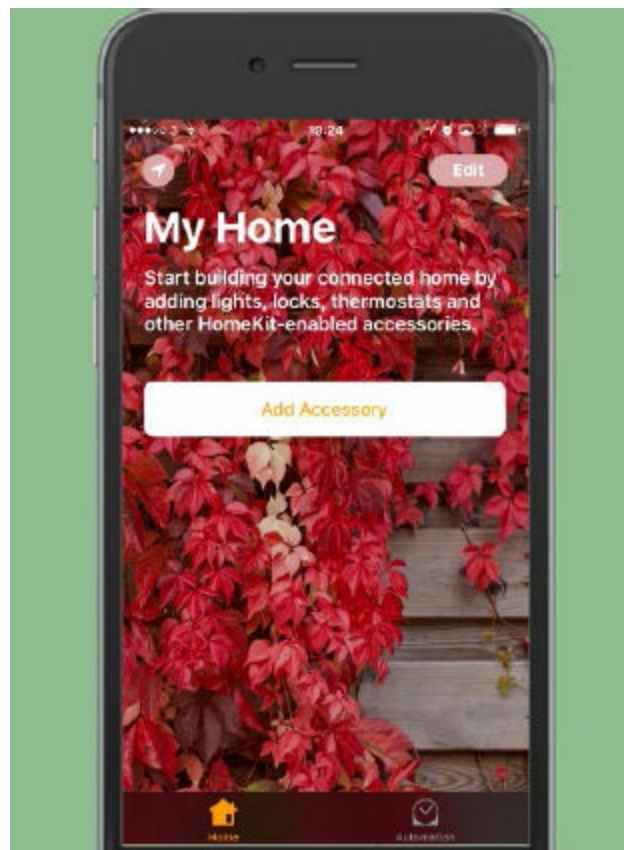 10:24
Edit
My Home
Start building your connected home by
adding lights, locks, thermostats and
other HomeKit-enabled accessories.
Add Accessory
Home
Automation